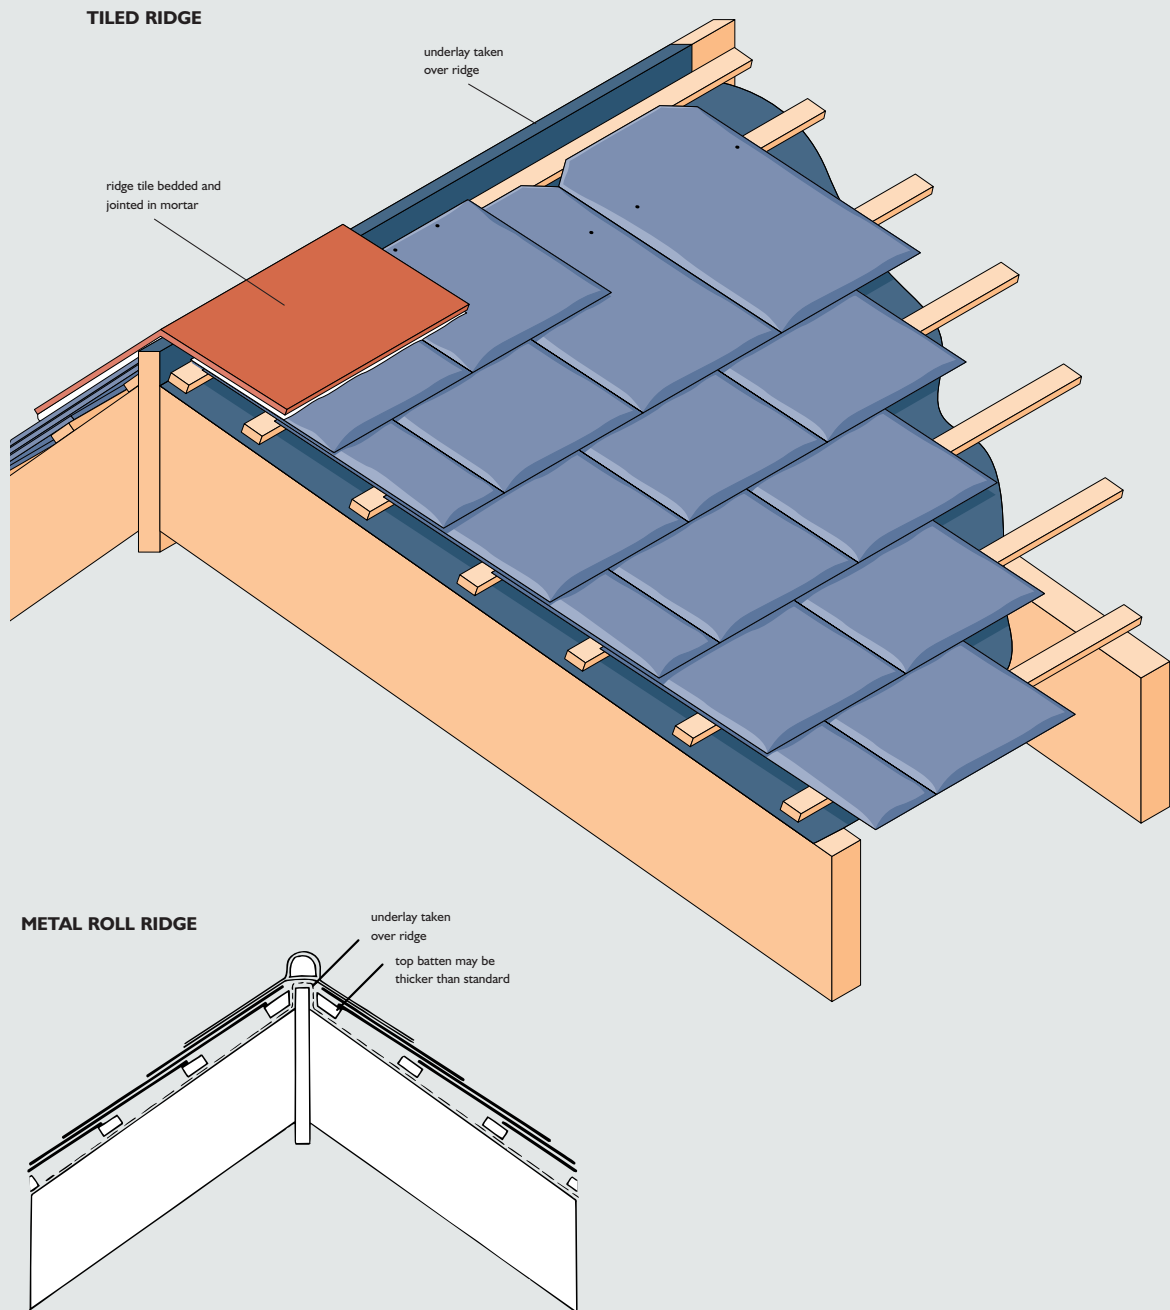 TILED RIDGE
underlay taken
over ridge
ridge tile bedded and
jointed in mortar
METAL ROLL RIDGE
underlay taken
over ridge
top batten may be
thicker than standard